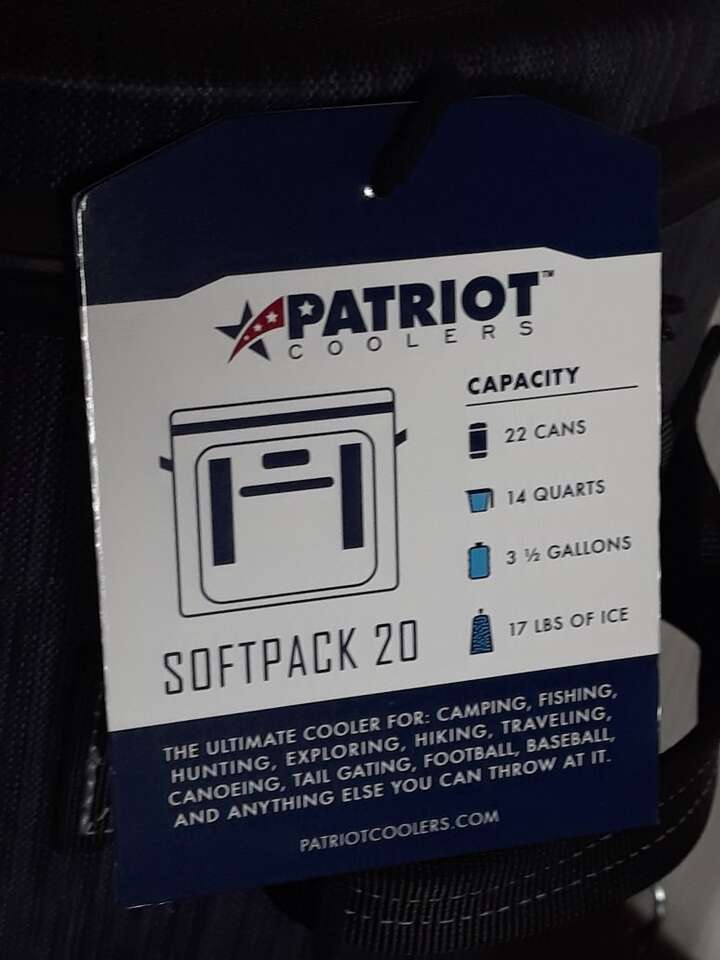 PATRIOT™
COOLERS
CAPACITY
22 CANS
14 QUARTS
3 ½ GALLONS
17 LBS OF ICE
SOFTPACK 20
THE ULTIMATE COOLER FOR: CAMPING, FISHING,
HUNTING, EXPLORING, HIKING, TRAVELING,
CANOEING, TAIL GATING, FOOTBALL, BASEBALL,
AND ANYTHING ELSE YOU CAN THROW AT IT.
PATRIOTCOOLERS.COM